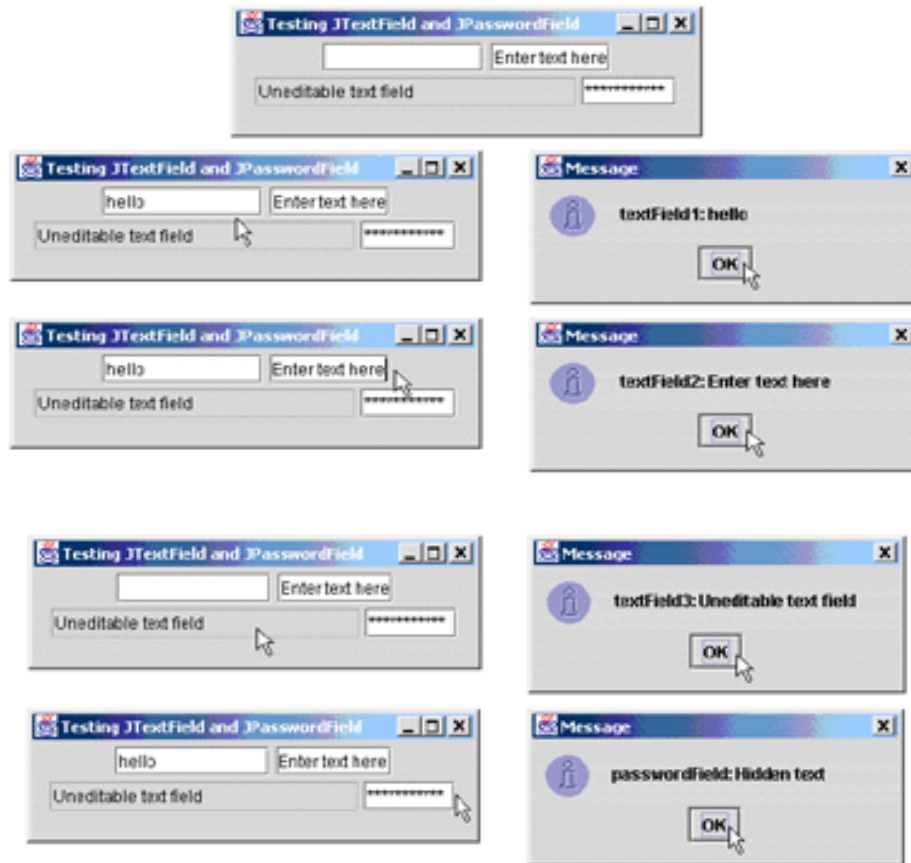 Testing JTextField and JPasswordField
Enter text here
Uneditable text field ***********
Testing JTextField and JPasswordField
hello Enter text here
Uneditable text field ***********
Message
textField1: hello
OK
Testing JTextField and JPasswordField
hello Enter text here
Uneditable text field ***********
Message
textField2: Enter text here
OK
Testing JTextField and JPasswordField
Enter text here
Uneditable text field ***********
Message
textField3: Uneditable text field
OK
Testing JTextField and JPasswordField
hello Enter text here
Uneditable text field ***********
Message
passwordField: Hidden text
OK